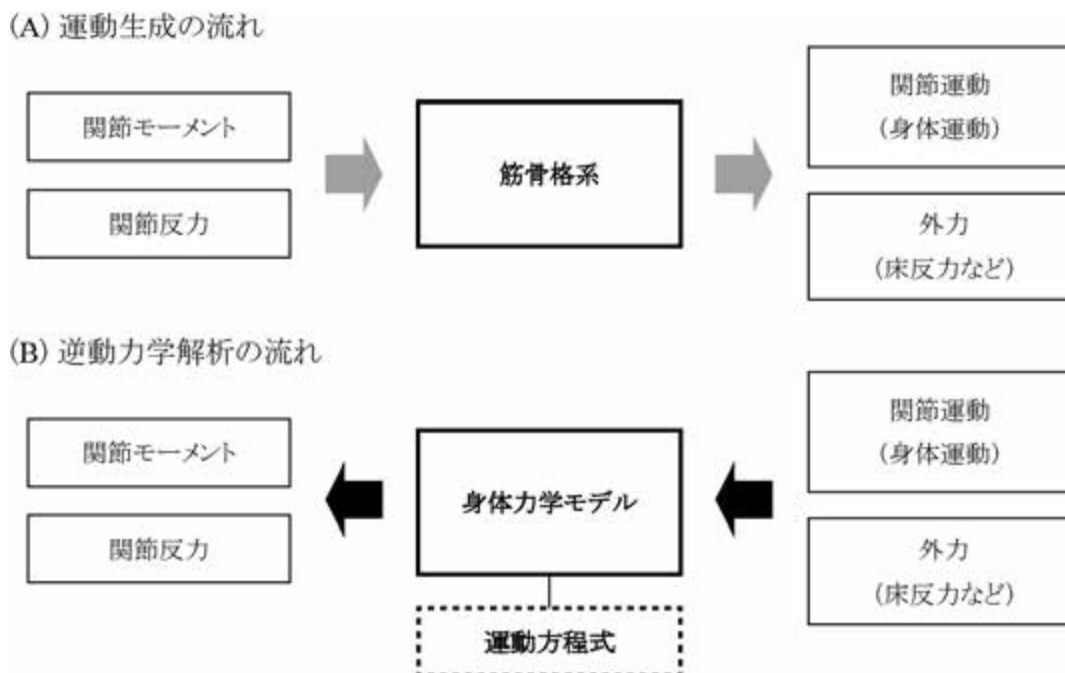 (A) 運動生成の流れ
関節モーメント
関節反力
筋骨格系
関節運動
(身体運動)
外力
(床反力など)
(B) 逆動力学解析の流れ
関節モーメント
関節反力
身体力学モデル
運動方程式
関節運動
(身体運動)
外力
(床反力など)